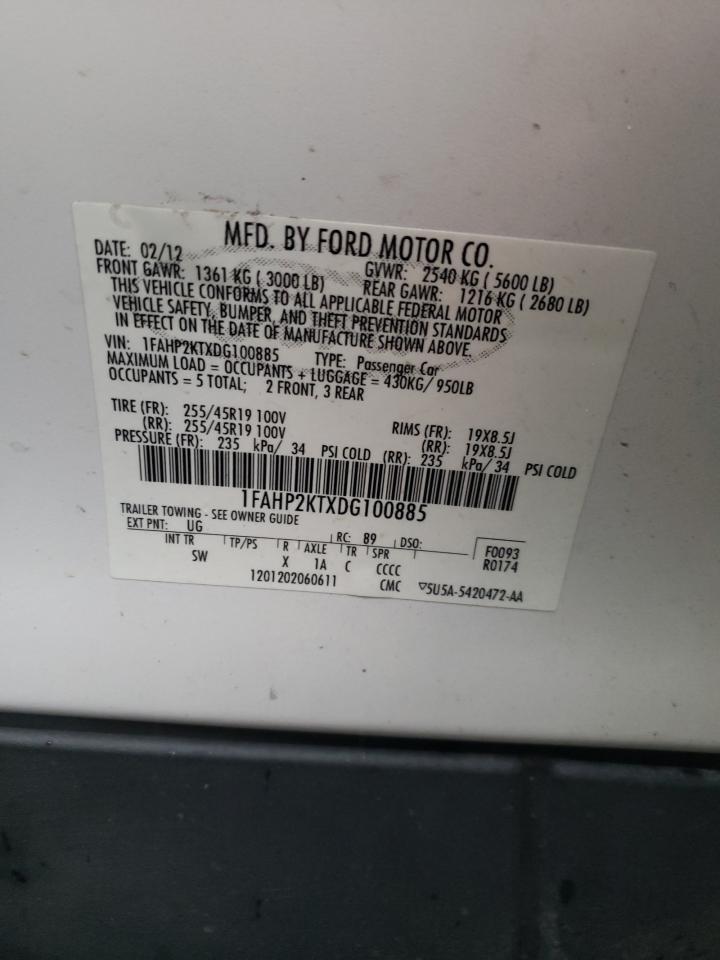 MFD. BY FORD MOTOR CO.
DATE: 02/12 GVWR: 2540 KG ( 5600 LB)
FRONT GAWR: 1361 KG ( 3000 LB) REAR GAWR: 1216 KG ( 2680 LB)
THIS VEHICLE CONFORMS TO ALL APPLICABLE FEDERAL MOTOR
VEHICLE SAFETY, BUMPER, AND THEFT PREVENTION STANDARDS
IN EFFECT ON THE DATE OF MANUFACTURE SHOWN ABOVE.
VIN: 1FAHP2KTXDG100885 TYPE: Passenger Car
MAXIMUM LOAD = OCCUPANTS + LUGGAGE = 430KG/ 950LB
OCCUPANTS = 5 TOTAL; 2 FRONT, 3 REAR
TIRE (FR): 255/45R19 100V RIMS (FR): 19X8.5J
(RR): 255/45R19 100V (RR): 19X8.5J
PRESSURE (FR): 235 kPa/ 34 PSI COLD (RR): 235 kPa/ 34 PSI COLD
1FAHP2KTXDG100885
TRAILER TOWING - SEE OWNER GUIDE
EXT PNT: UG RC: 89 DSO: F0093
INT TR TP/PS R AXLE TR SPR R0174
SW X 1A C CCCC
1201202060611 CMC ▽5U5A-5420472-AA